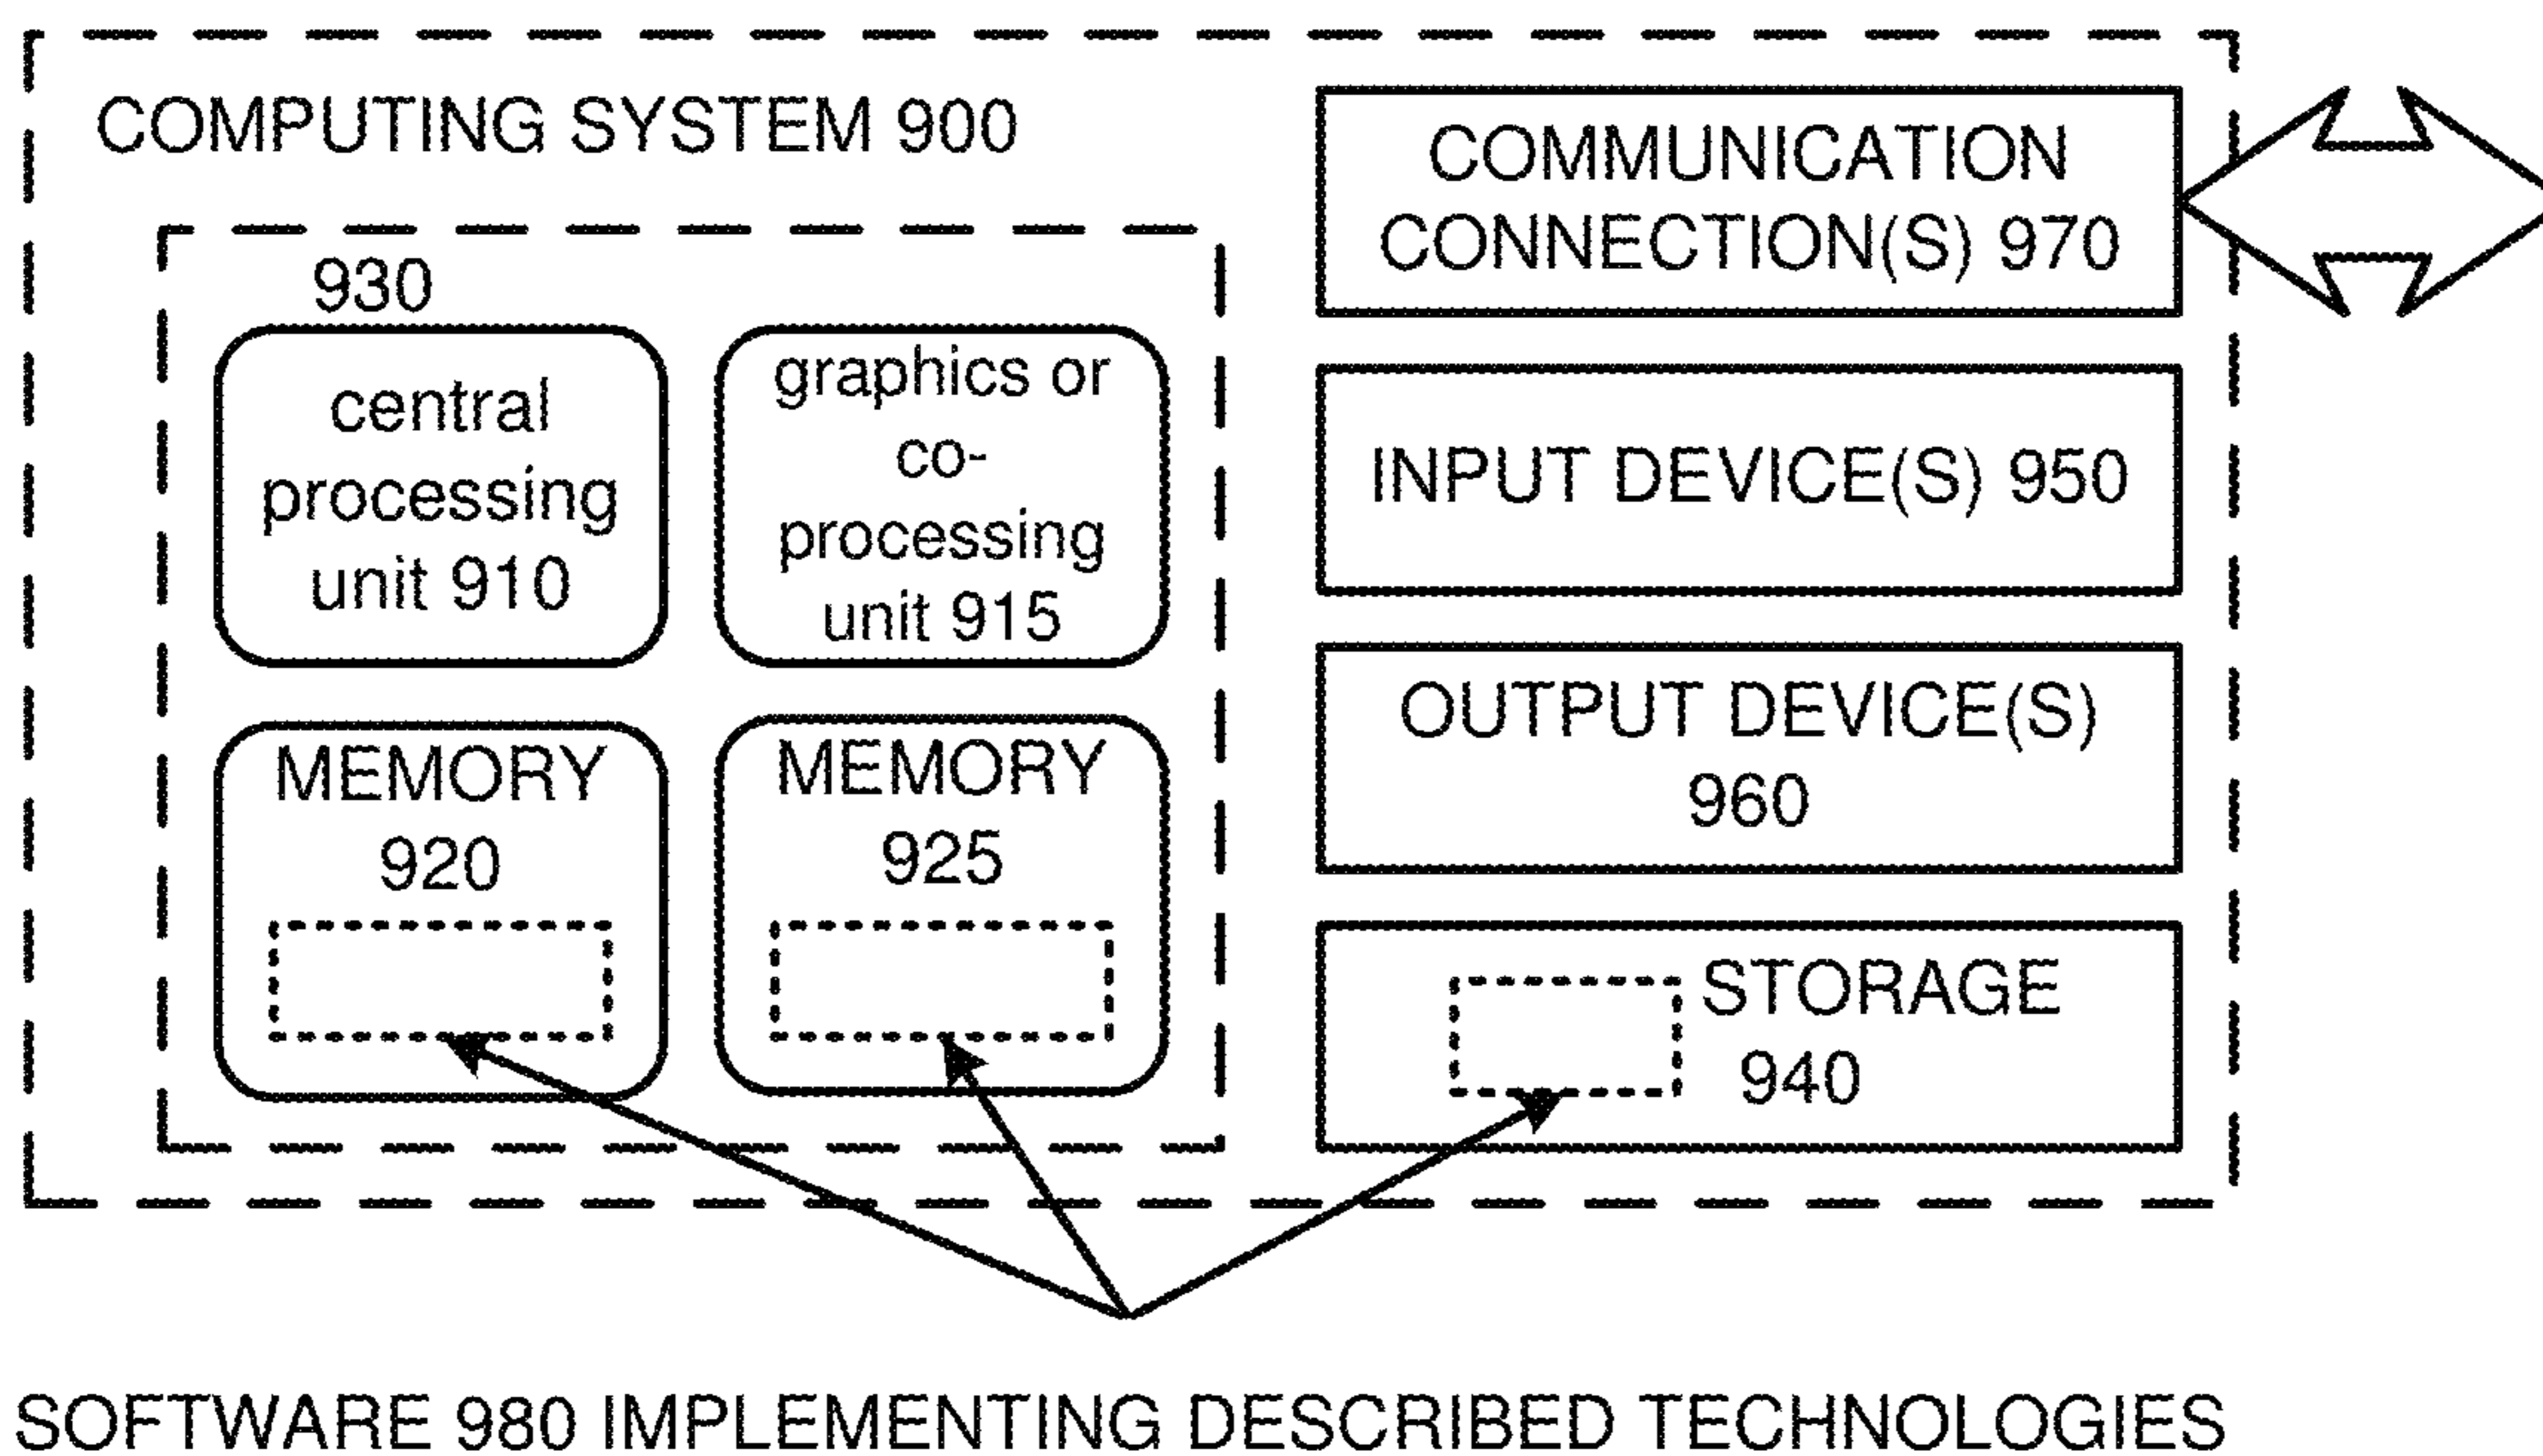 COMPUTING SYSTEM 900
930
central
processing
unit 910
graphics or
co-
processing
unit 915
MEMORY
920
MEMORY
925
COMMUNICATION
CONNECTION(S) 970
INPUT DEVICE(S) 950
OUTPUT DEVICE(S)
960
STORAGE
940
SOFTWARE 980 IMPLEMENTING DESCRIBED TECHNOLOGIES